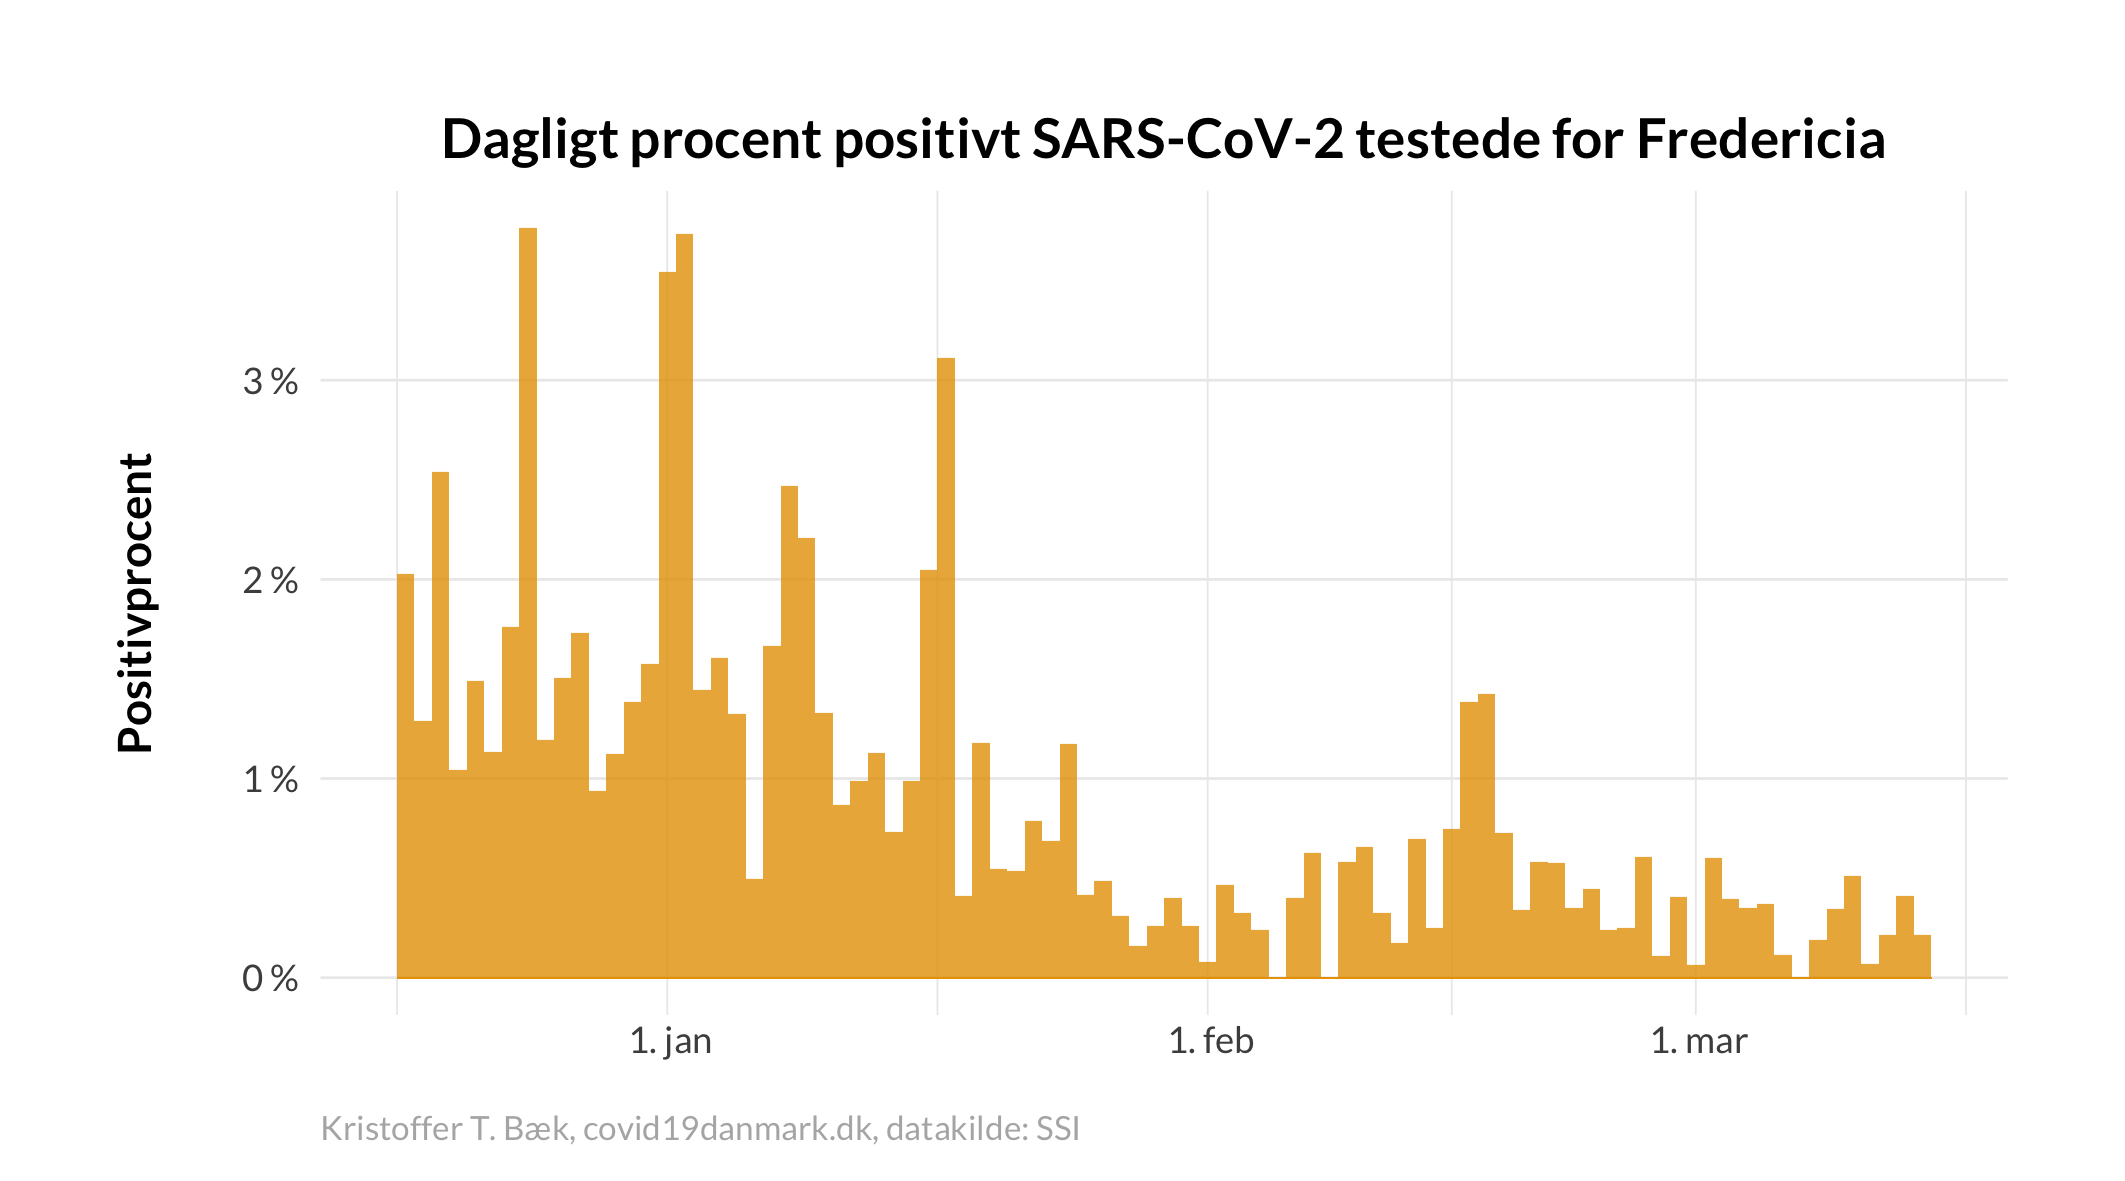 Dagligt procent positivt SARS-CoV-2 testede for Fredericia
Positivprocent
3 %
2 %
1 %
0 %
1. jan
1. feb
1. mar
Kristoffer T. Bæk, covid19danmark.dk, datakilde: SSI